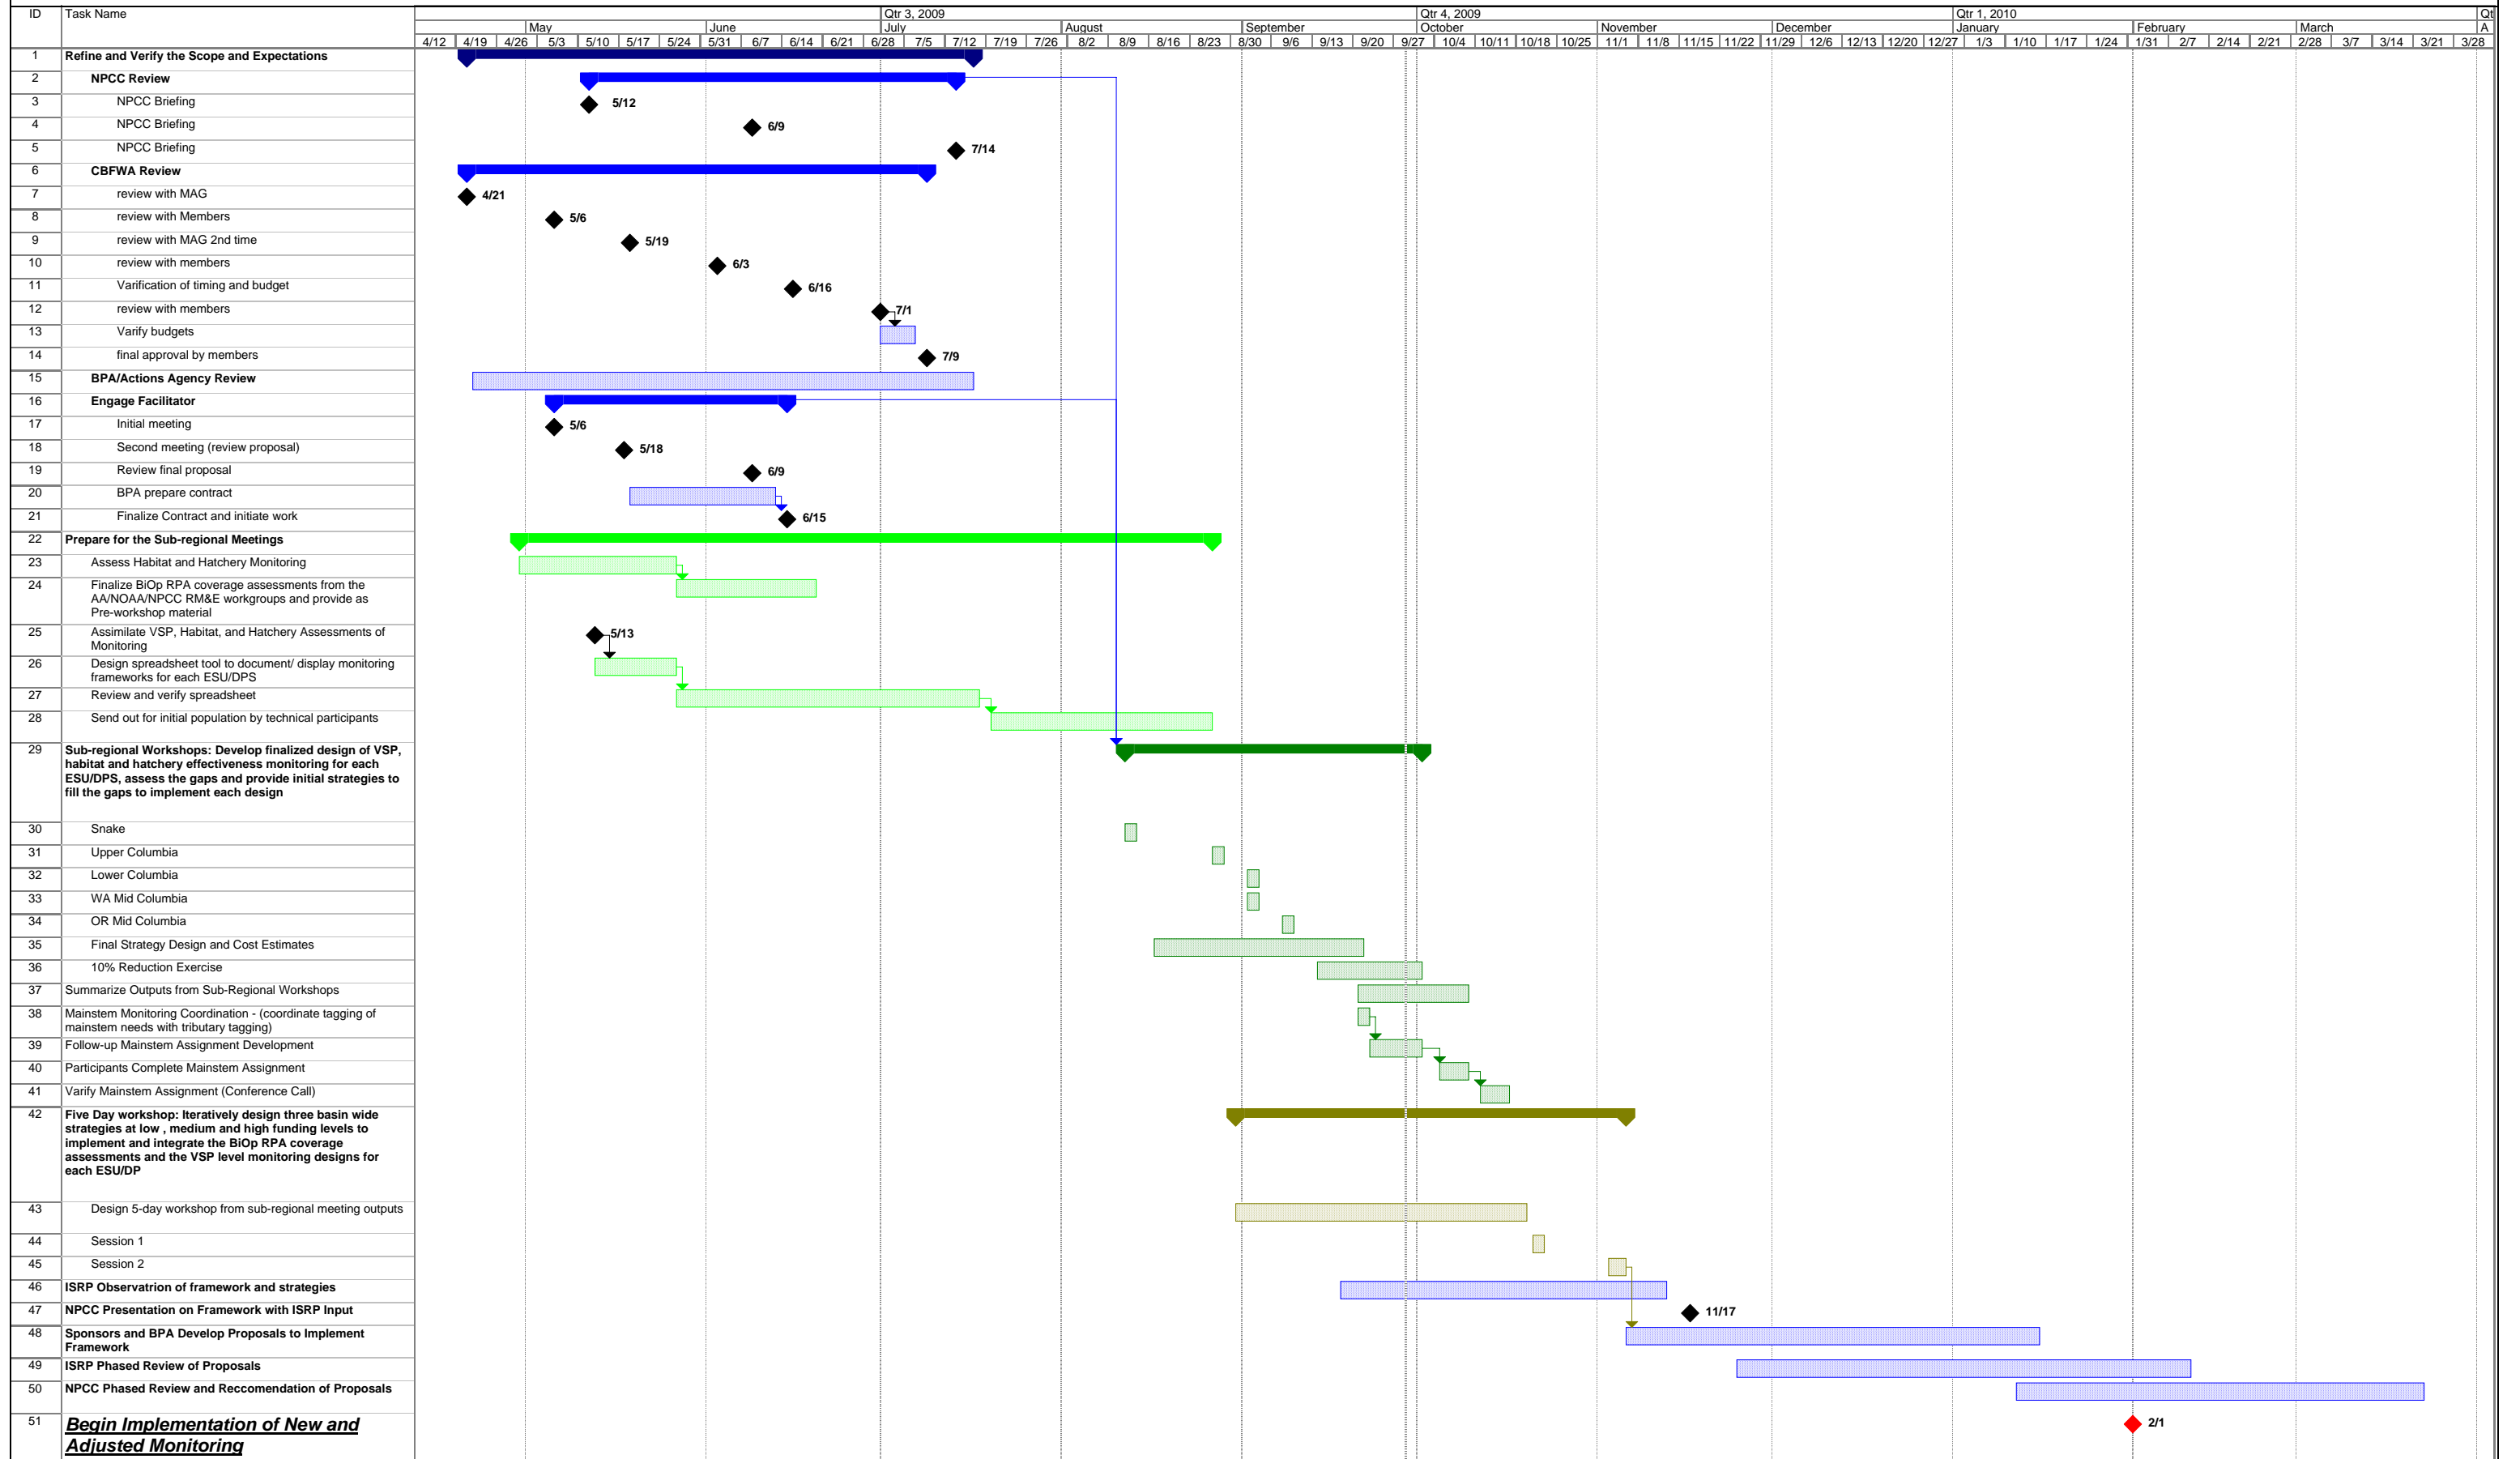 ID Task Name Qtr 3, 2009 Qtr 4, 2009 Qtr 1, 2010 Qt
May June July August September October November December January February March A
4/12 4/19 4/26 5/3 5/10 5/17 5/24 5/31 6/7 6/14 6/21 6/28 7/5 7/12 7/19 7/26 8/2 8/9 8/16 8/23 8/30 9/6 9/13 9/20 9/27 10/4 10/11 10/18 10/25 11/1 11/8 11/15 11/22 11/29 12/6 12/13 12/20 12/27 1/3 1/10 1/17 1/24 1/31 2/7 2/14 2/21 2/28 3/7 3/14 3/21 3/28
1 Refine and Verify the Scope and Expectations
2 NPCC Review
3 NPCC Briefing 5/12
4 NPCC Briefing 6/9
5 NPCC Briefing 7/14
6 CBFWA Review
7 review with MAG 4/21
8 review with Members 5/6
9 review with MAG 2nd time 5/19
10 review with members 6/3
11 Varification of timing and budget 6/16
12 review with members 7/1
13 Varify budgets
14 final approval by members 7/9
15 BPA/Actions Agency Review
16 Engage Facilitator
17 Initial meeting 5/6
18 Second meeting (review proposal) 5/18
19 Review final proposal 6/9
20 BPA prepare contract
21 Finalize Contract and initiate work 6/15
22 Prepare for the Sub-regional Meetings
23 Assess Habitat and Hatchery Monitoring
24 Finalize BiOp RPA coverage assessments from the
AA/NOAA/NPCC RM&E workgroups and provide as
Pre-workshop material
25 Assimilate VSP, Habitat, and Hatchery Assessments of 5/13
Monitoring
26 Design spreadsheet tool to document/ display monitoring
frameworks for each ESU/DPS
27 Review and verify spreadsheet
28 Send out for initial population by technical participants
29 Sub-regional Workshops: Develop finalized design of VSP,
habitat and hatchery effectiveness monitoring for each
ESU/DPS, assess the gaps and provide initial strategies to
fill the gaps to implement each design
30 Snake
31 Upper Columbia
32 Lower Columbia
33 WA Mid Columbia
34 OR Mid Columbia
35 Final Strategy Design and Cost Estimates
36 10% Reduction Exercise
37 Summarize Outputs from Sub-Regional Workshops
38 Mainstem Monitoring Coordination - (coordinate tagging of
mainstem needs with tributary tagging)
39 Follow-up Mainstem Assignment Development
40 Participants Complete Mainstem Assignment
41 Varify Mainstem Assignment (Conference Call)
42 Five Day workshop: Iteratively design three basin wide
strategies at low , medium and high funding levels to
implement and integrate the BiOp RPA coverage
assessments and the VSP level monitoring designs for
each ESU/DP
43 Design 5-day workshop from sub-regional meeting outputs
44 Session 1
45 Session 2
46 ISRP Observatrion of framework and strategies
47 NPCC Presentation on Framework with ISRP Input 11/17
48 Sponsors and BPA Develop Proposals to Implement
Framework
49 ISRP Phased Review of Proposals
50 NPCC Phased Review and Reccomendation of Proposals
51 Begin Implementation of New and 2/1
Adjusted Monitoring